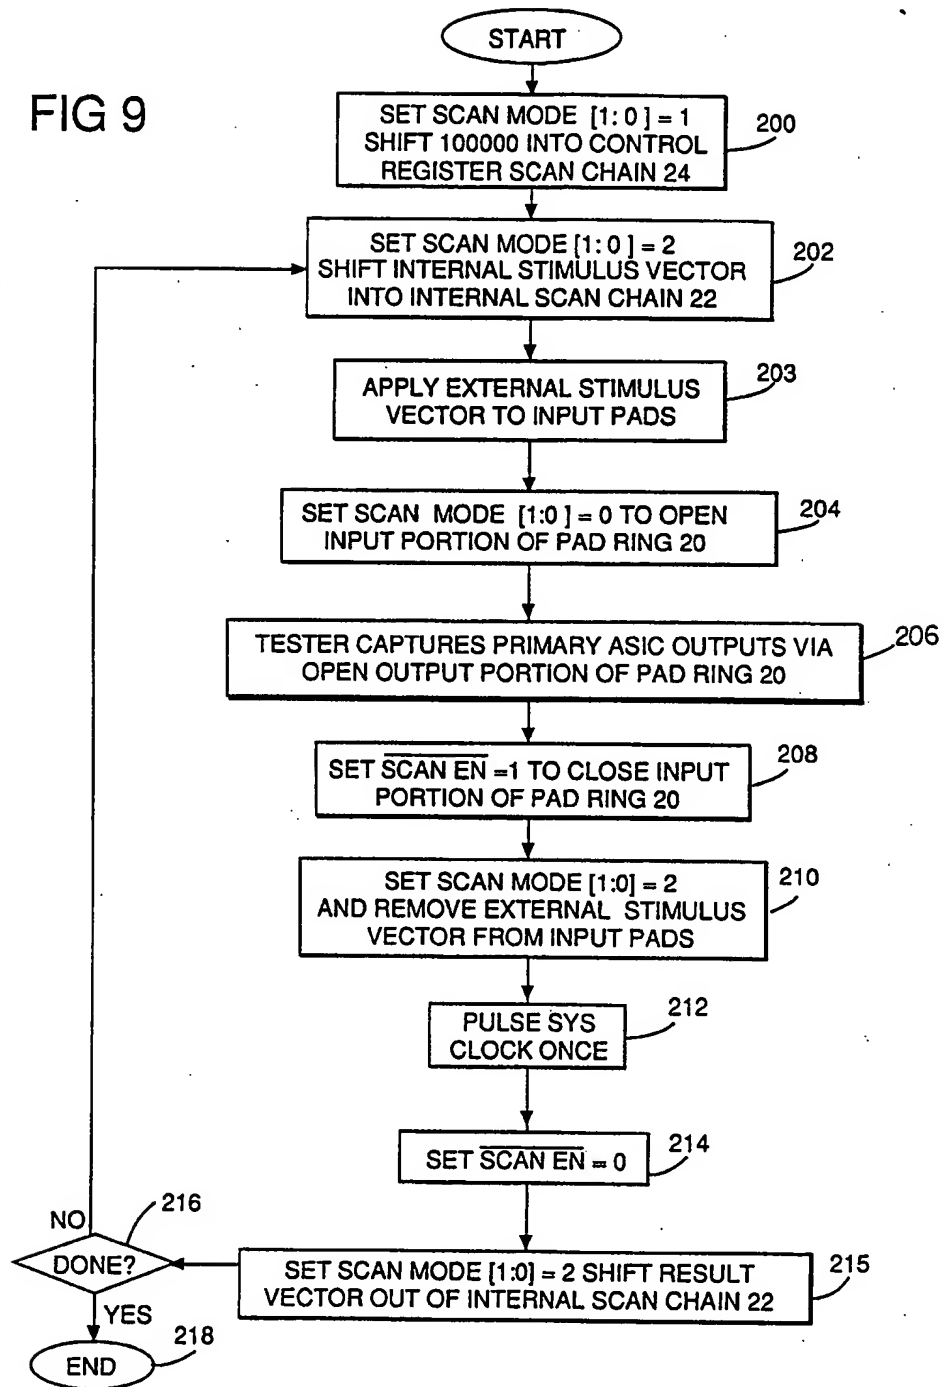 START
FIG 9
SET SCAN MODE [1:0] = 1
SHIFT 100000 INTO CONTROL
REGISTER SCAN CHAIN 24
200
SET SCAN MODE [1:0] = 2
SHIFT INTERNAL STIMULUS VECTOR
INTO INTERNAL SCAN CHAIN 22
202
APPLY EXTERNAL STIMULUS
VECTOR TO INPUT PADS
203
SET SCAN MODE [1:0] = 0 TO OPEN
INPUT PORTION OF PAD RING 20
204
TESTER CAPTURES PRIMARY ASIC OUTPUTS VIA
OPEN OUTPUT PORTION OF PAD RING 20
206
SET S̅C̅A̅N̅ ̅E̅N̅ =1 TO CLOSE INPUT
PORTION OF PAD RING 20
208
SET SCAN MODE [1:0] = 2
AND REMOVE EXTERNAL STIMULUS
VECTOR FROM INPUT PADS
210
PULSE SYS
CLOCK ONCE
212
SET S̅C̅A̅N̅ ̅E̅N̅ = 0
214
SET SCAN MODE [1:0] = 2 SHIFT RESULT
VECTOR OUT OF INTERNAL SCAN CHAIN 22
215
NO
216
DONE?
YES
218
END